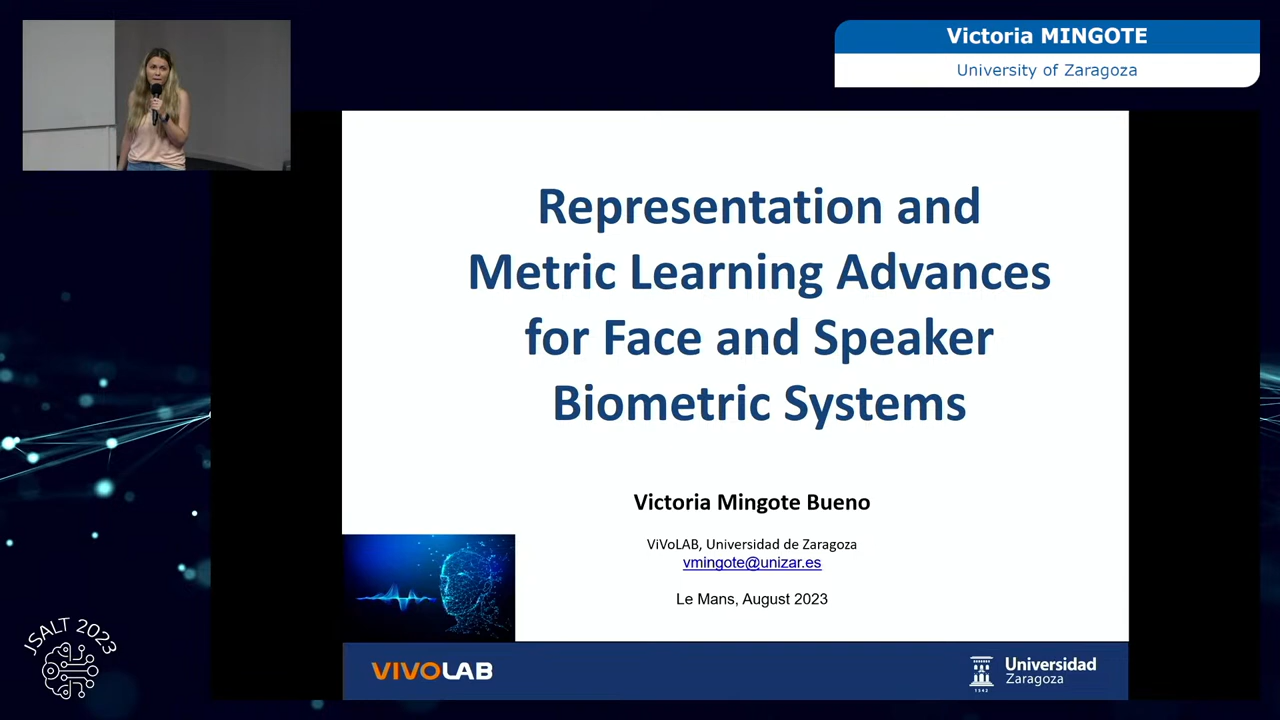 Victoria MINGOTE
University of Zaragoza
Representation and
Metric Learning Advances
for Face and Speaker
Biometric Systems
Victoria Mingote Bueno
ViVoLAB, Universidad de Zaragoza
vmingote@unizar.es
Le Mans, August 2023
JSALT 2023
VIVOLAB
1542
Universidad
Zaragoza